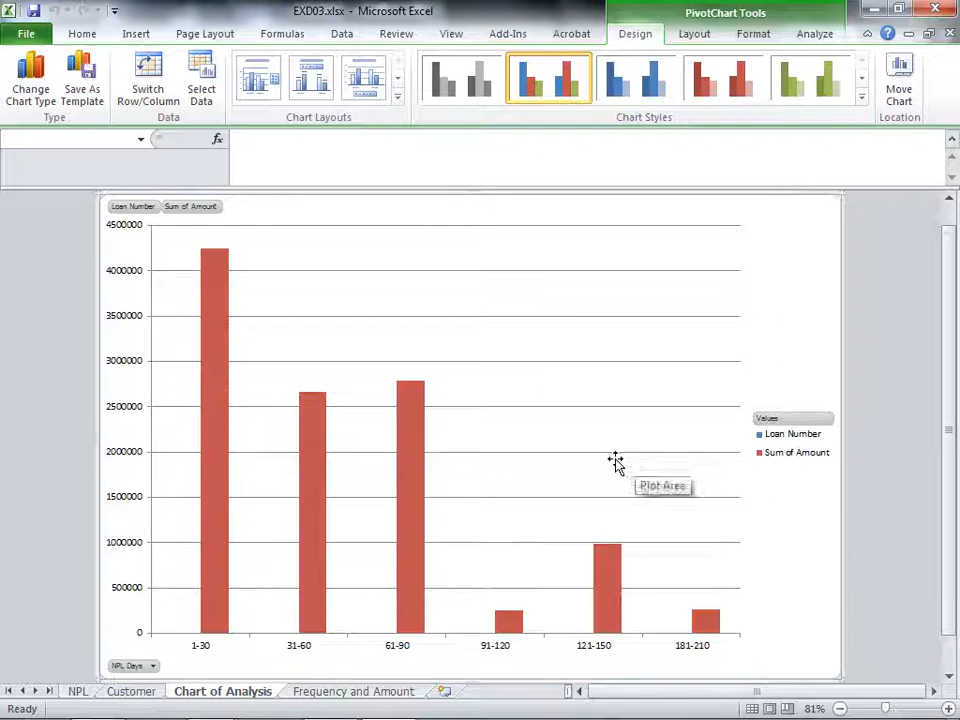 EXD03.xlsx - Microsoft Excel
PivotChart Tools
File Home Insert Page Layout Formulas Data Review View Add-Ins Acrobat Design Layout Format Analyze
Change Chart Type
Save As Template
Switch Row/Column
Select Data
Move Chart
Type
Data
Chart Layouts
Chart Styles
Location
fx
Loan Number
Sum of Amount
4500000
4000000
3500000
3000000
2500000
2000000
1500000
1000000
500000
0
1-30
31-60
61-90
91-120
121-150
181-210
Plot Area
Values
Loan Number
Sum of Amount
NPL Days
NPL Customer Chart of Analysis Frequency and Amount
Ready
81%